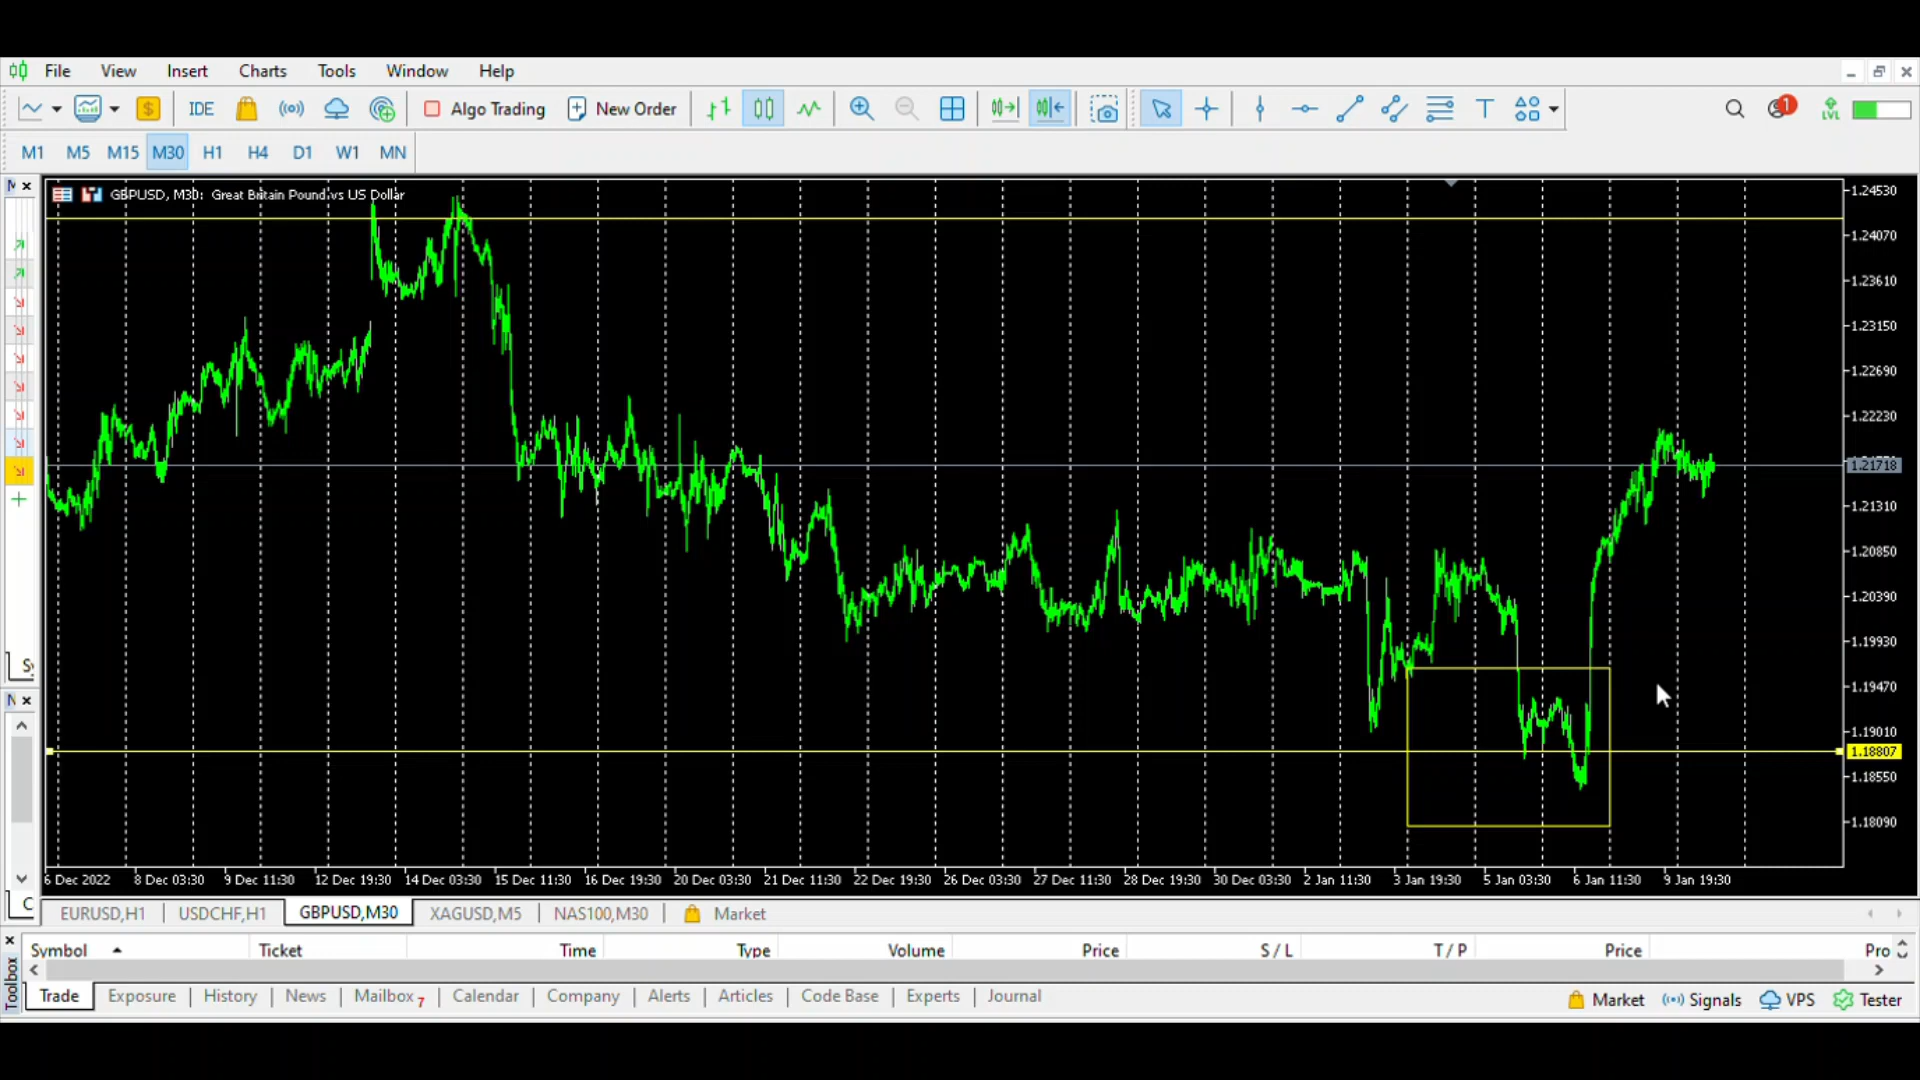 File View Insert Charts Tools Window Help
IDE Algo Trading New Order T 1 LVL
M1 M5 M15 M30 H1 H4 D1 W1 MN
GBPUSD, M30: Great Britain Pound vs US Dollar
1.24530
1.24070
1.23610
1.23150
1.22690
1.22230
1.21718
1.21310
1.20850
1.20390
1.19930
1.19470
1.19010
1.18807
1.18550
1.18090
6 Dec 2022 8 Dec 03:30 9 Dec 11:30 12 Dec 19:30 14 Dec 03:30 15 Dec 11:30 16 Dec 19:30 20 Dec 03:30 21 Dec 11:30 22 Dec 19:30 26 Dec 03:30 27 Dec 11:30 28 Dec 19:30 30 Dec 03:30 2 Jan 11:30 3 Jan 19:30 5 Jan 03:30 6 Jan 11:30 9 Jan 19:30
EURUSD,H1 USDCHF,H1 GBPUSD,M30 XAGUSD,M5 NAS100,M30 Market
Symbol Ticket Time Type Volume Price S / L T / P Price Pro
Toolbox
Trade Exposure History News Mailbox 7 Calendar Company Alerts Articles Code Base Experts Journal
Market Signals VPS Tester